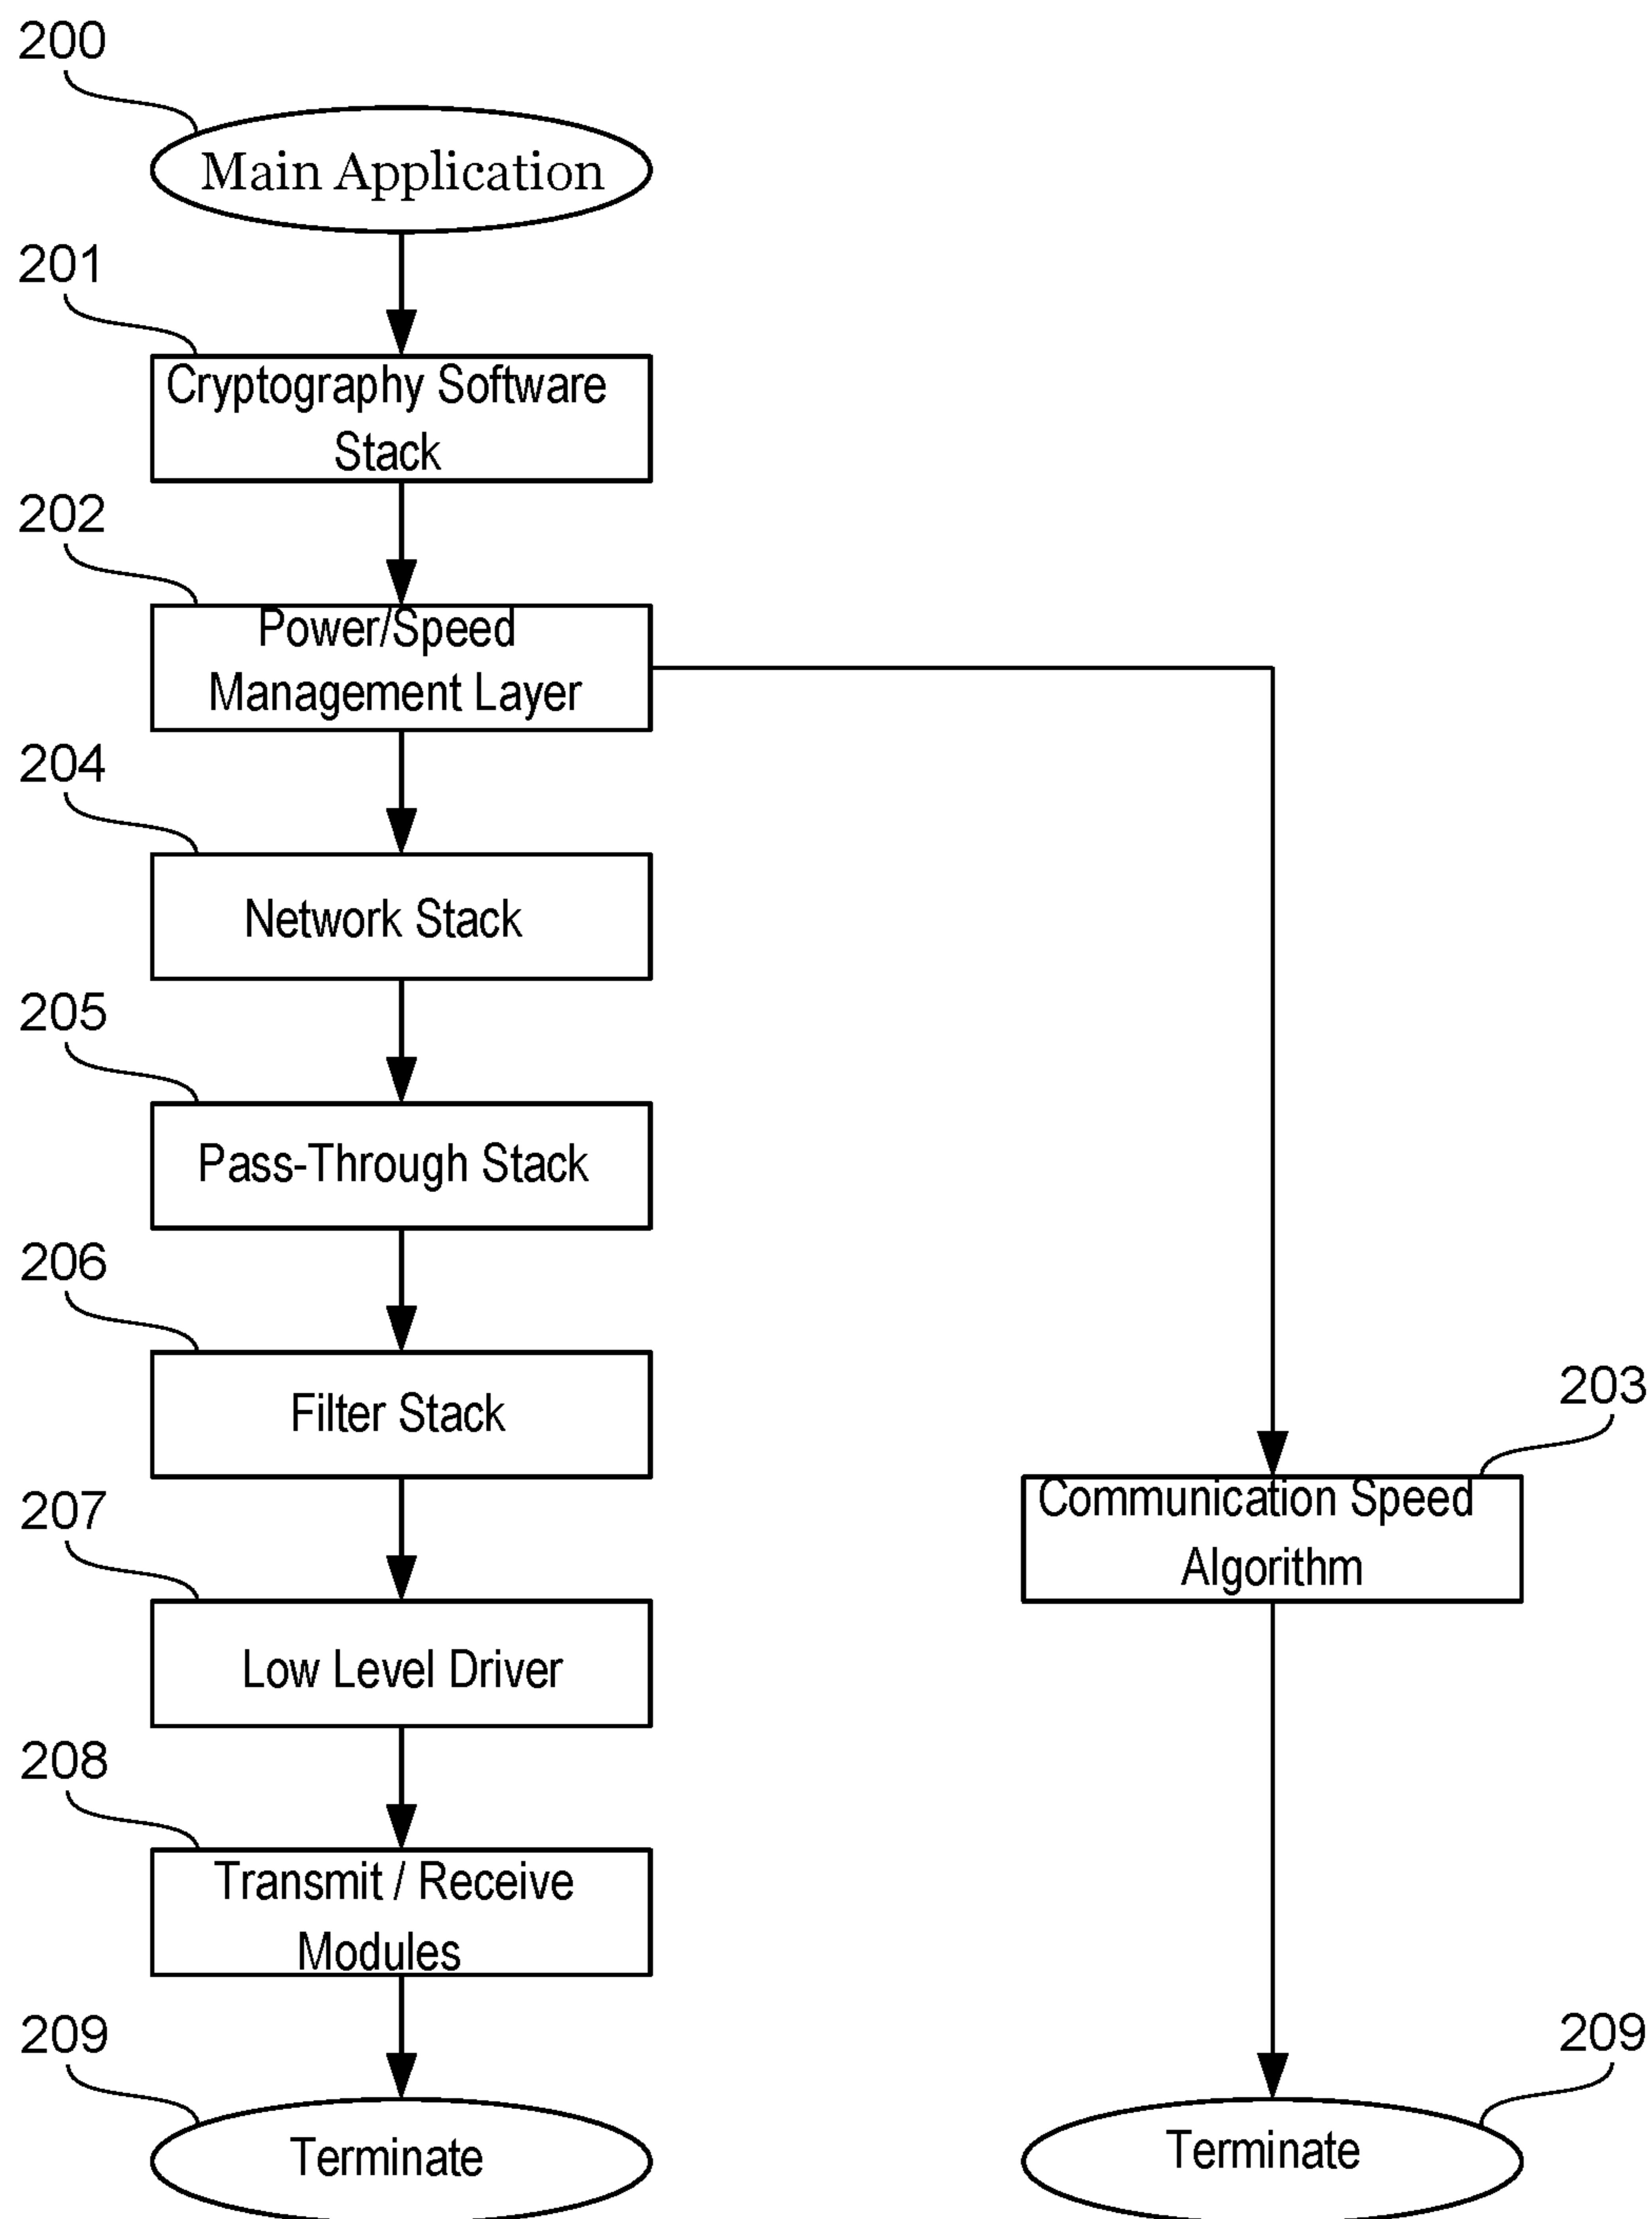 200
Main Application
201
Cryptography Software
Stack
202
Power/Speed
Management Layer
204
Network Stack
205
Pass-Through Stack
206
Filter Stack
203
Communication Speed
Algorithm
207
Low Level Driver
208
Transmit / Receive
Modules
209
Terminate
209
Terminate